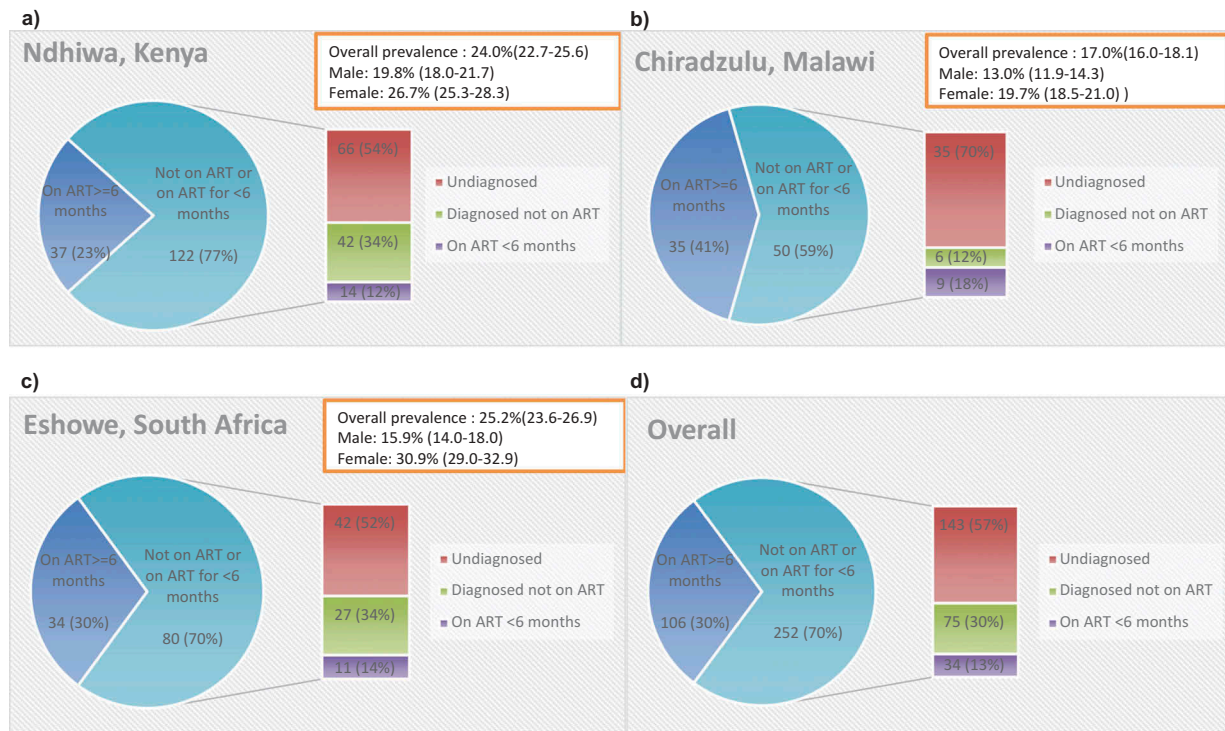 a)
Ndhiwa, Kenya
Overall prevalence : 24.0%(22.7-25.6)
Male: 19.8% (18.0-21.7)
Female: 26.7% (25.3-28.3)
On ART>=6
months
37 (23%)
Not on ART or
on ART for <6
months
122 (77%)
66 (54%)
42 (34%)
14 (12%)
Undiagnosed
Diagnosed not on ART
On ART <6 months
b)
Chiradzulu, Malawi
Overall prevalence : 17.0%(16.0-18.1)
Male: 13.0% (11.9-14.3)
Female: 19.7% (18.5-21.0) )
On ART>=6
months
35 (41%)
Not on ART or
on ART for <6
months
50 (59%)
35 (70%)
6 (12%)
9 (18%)
Undiagnosed
Diagnosed not on ART
On ART <6 months
c)
Eshowe, South Africa
Overall prevalence : 25.2%(23.6-26.9)
Male: 15.9% (14.0-18.0)
Female: 30.9% (29.0-32.9)
On ART>=6
months
34 (30%)
Not on ART or
on ART for <6
months
80 (70%)
42 (52%)
27 (34%)
11 (14%)
Undiagnosed
Diagnosed not on ART
On ART <6 months
d)
Overall
On ART>=6
months
106 (30%)
Not on ART or
on ART for <6
months
252 (70%)
143 (57%)
75 (30%)
34 (13%)
Undiagnosed
Diagnosed not on ART
On ART <6 months